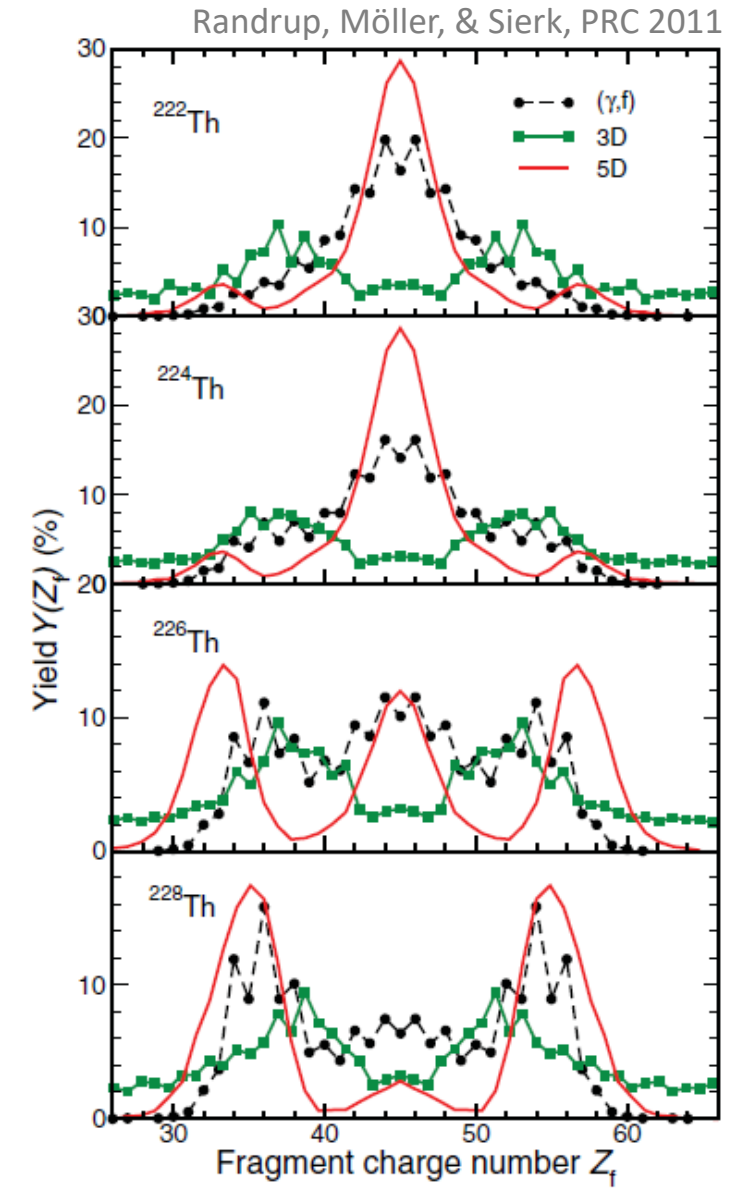 Randrup, Möller, & Sierk, PRC 2011
30
222Th
(γ,f)
3D
5D
20
10
30
224Th
20
10
20
226Th
10
0
228Th
10
0
30 40 50 60
Yield Y(Zf) (%)
Fragment charge number Zf